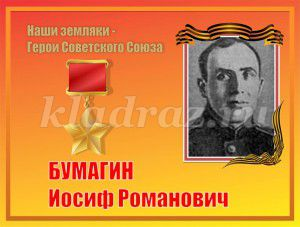 Наши земляки -
Герои Советского Союза
kladraz.ru
БУМАГИН
Иосиф Романович